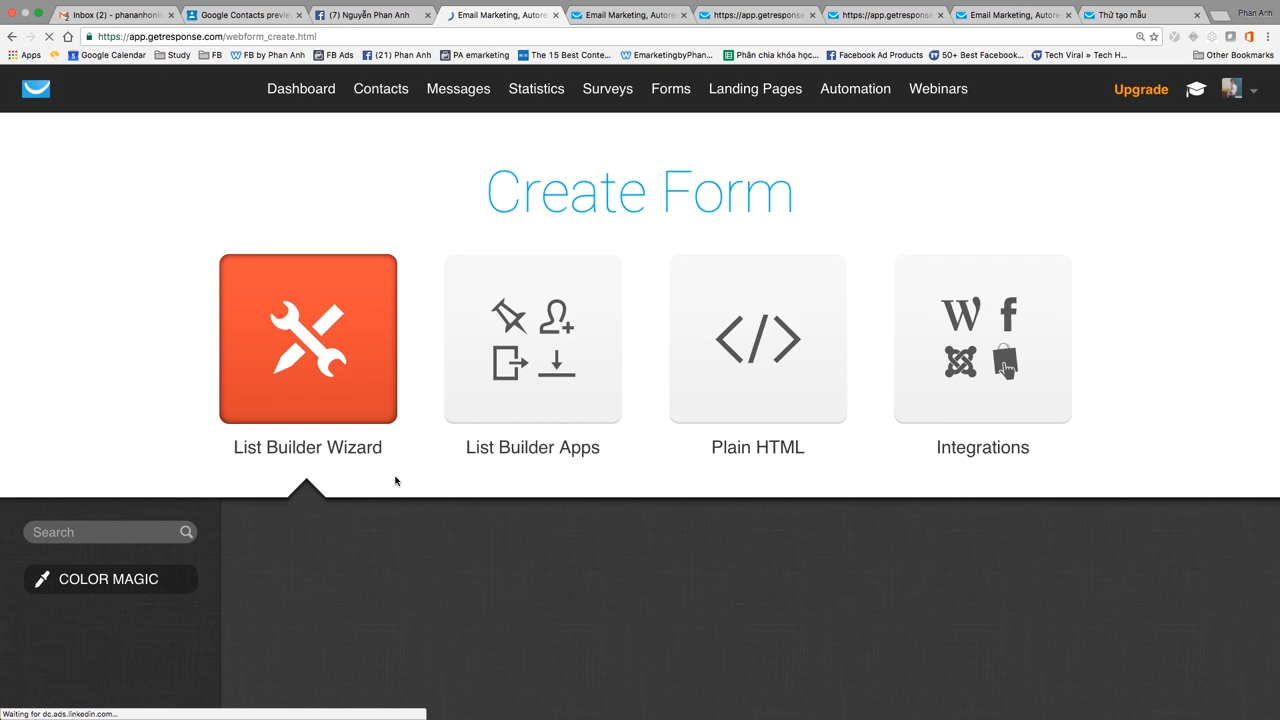 Inbox (2) - phananhonli
Google Contacts previe
(7) Nguyễn Phan Anh
Email Marketing, Autore
Email Marketing, Autore
https://app.getresponse
https://app.getresponse
Email Marketing, Autore
Thử tạo mẫu
Phan Anh
https://app.getresponse.com/webform_create.html
Apps
Google Calendar
Study
FB
FB by Phan Anh
FB Ads
(21) Phan Anh
PA emarketing
The 15 Best Conte...
EmarketingbyPhan...
Phân chia khóa học...
Facebook Ad Products
50+ Best Facebook...
Tech Viral » Tech H...
Other Bookmarks
Dashboard
Contacts
Messages
Statistics
Surveys
Forms
Landing Pages
Automation
Webinars
Upgrade
Create Form
List Builder Wizard
List Builder Apps
Plain HTML
Integrations
Search
COLOR MAGIC
Waiting for dc.ads.linkedin.com...